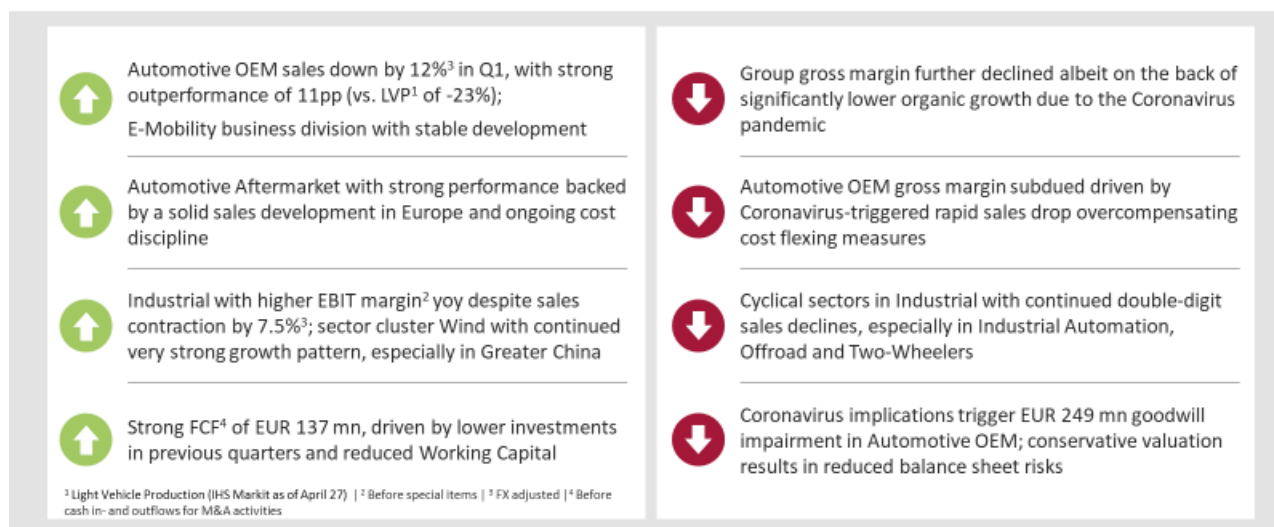 Automotive OEM sales down by 12%³ in Q1, with strong
outperformance of 11pp (vs. LVP¹ of -23%);
E-Mobility business division with stable development
Automotive Aftermarket with strong performance backed
by a solid sales development in Europe and ongoing cost
discipline
Industrial with higher EBIT margin² yoy despite sales
contraction by 7.5%³; sector cluster Wind with continued
very strong growth pattern, especially in Greater China
Strong FCF⁴ of EUR 137 mn, driven by lower investments
in previous quarters and reduced Working Capital
¹ Light Vehicle Production (IHS Markit as of April 27) | ² Before special items | ³ FX adjusted |⁴ Before
cash in- and outflows for M&A activities
Group gross margin further declined albeit on the back of
significantly lower organic growth due to the Coronavirus
pandemic
Automotive OEM gross margin subdued driven by
Coronavirus-triggered rapid sales drop overcompensating
cost flexing measures
Cyclical sectors in Industrial with continued double-digit
sales declines, especially in Industrial Automation,
Offroad and Two-Wheelers
Coronavirus implications trigger EUR 249 mn goodwill
impairment in Automotive OEM; conservative valuation
results in reduced balance sheet risks